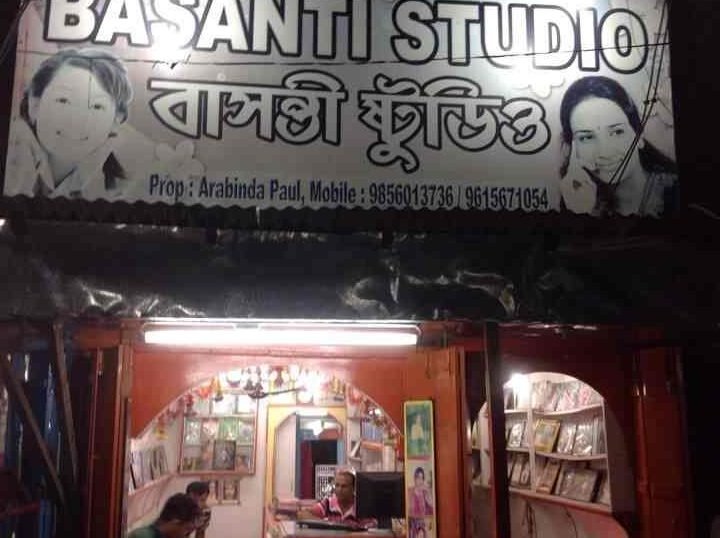 BASANTI STUDIO
বাসন্তী ষ্টুডিও
Prop : Arabinda Paul, Mobile : 9856013736 / 9615671054